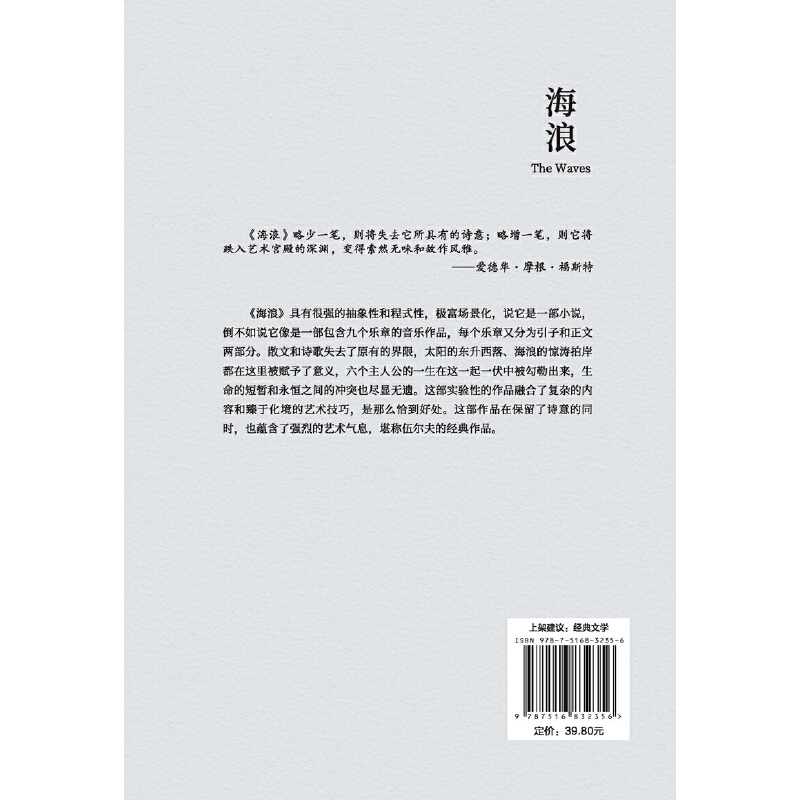 海
浪
The Waves
《海浪》略少一笔，则将失去它所具有的诗意；略增一笔，则它将
跌入艺术宫殿的深渊，变得索然无味和故作风雅。
——爱德华·摩根·福斯特
《海浪》具有很强的抽象性和程式性，极富场景化，说它是一部小说，
倒不如说它像是一部包含九个乐章的音乐作品，每个乐章又分为引子和正文
两部分。散文和诗歌失去了原有的界限，太阳的东升西落、海浪的惊涛拍岸
都在这里被赋予了意义，六个主人公的一生在这一起一伏中被勾勒出来，生
命的短暂和永恒之间的冲突也尽显无遗。这部实验性的作品融合了复杂的内
容和臻于化境的艺术技巧，是那么恰到好处。这部作品在保留了诗意的同
时，也蕴含了强烈的艺术气息，堪称伍尔夫的经典作品。
上架建议：经典文学
ISBN 978-7-5168-3235-6
9 787516 832356 >
定价：39.80元